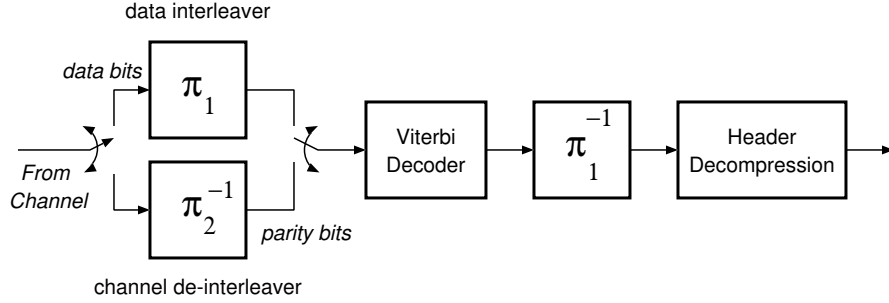 data interleaver
data bits
π1
From
Channel
π2−1
parity bits
channel de-interleaver
Viterbi
Decoder
π1−1
Header
Decompression